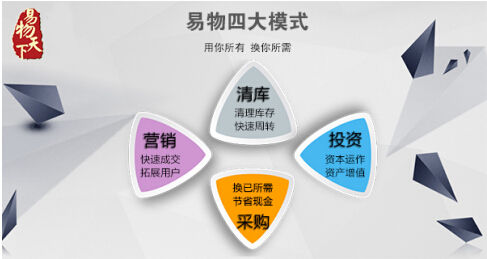 易物天下
易物四大模式
用你所有 换你所需
清库
清理库存
快速周转
营销
快速成交
拓展用户
投资
资本运作
资产增值
换已所需
节省现金
采购